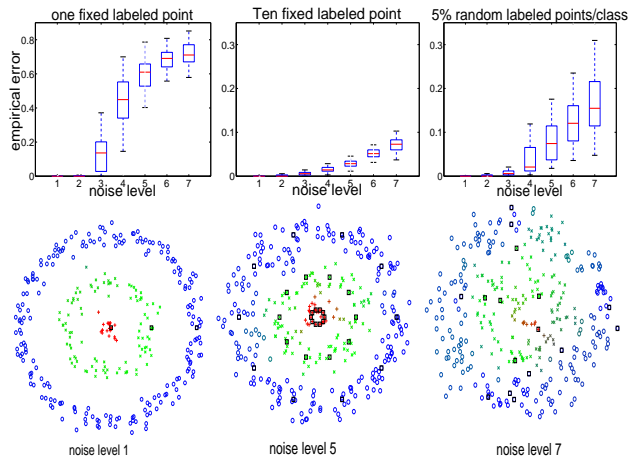 one fixed labeled point
Ten fixed labeled point
5% random labeled points/class
empirical error
0.8
0.6
0.4
0.2
0
1 2 3 4 5 6 7
noise level
0.3
0.2
0.1
0
1 2 3 4 5 6 7
noise level
0.3
0.2
0.1
0
1 2 3 4 5 6 7
noise level
noise level 1
noise level 5
noise level 7